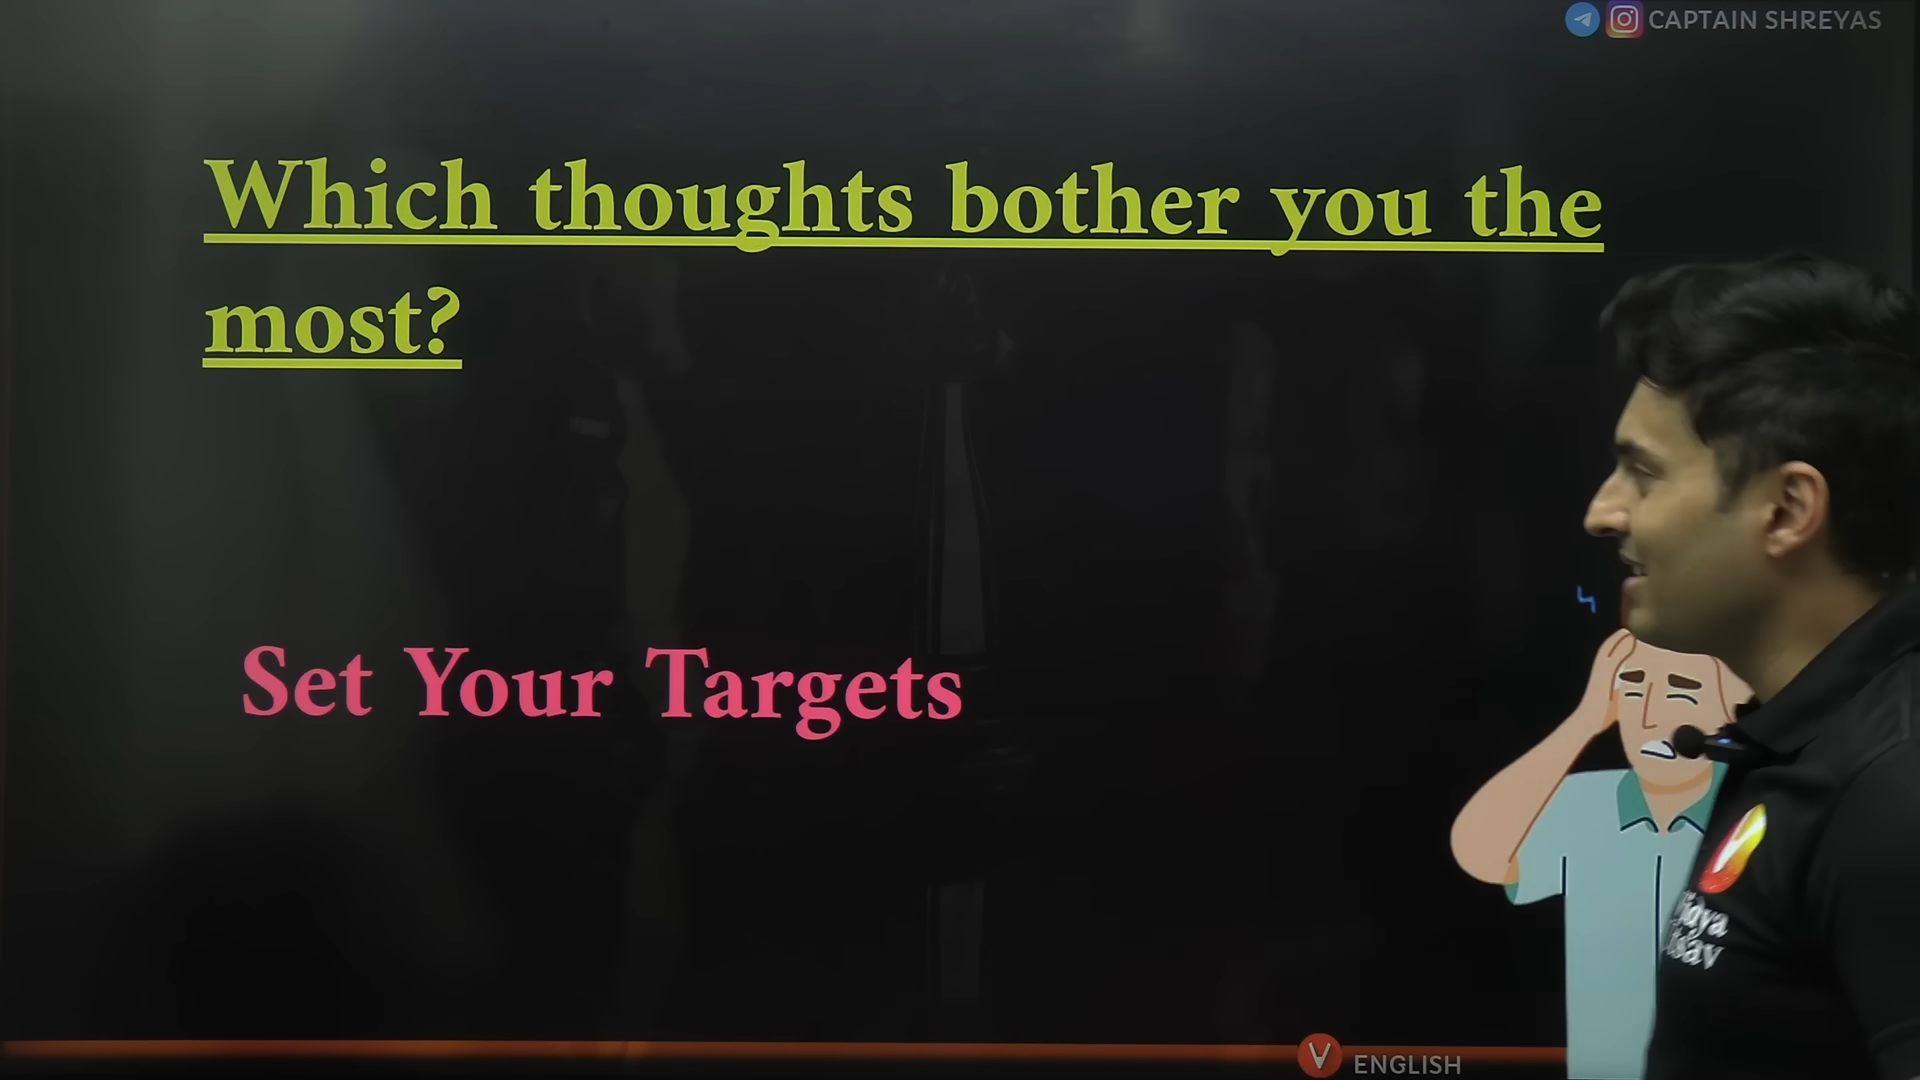 CAPTAIN SHREYAS
Which thoughts bother you the
most?
Set Your Targets
ENGLISH